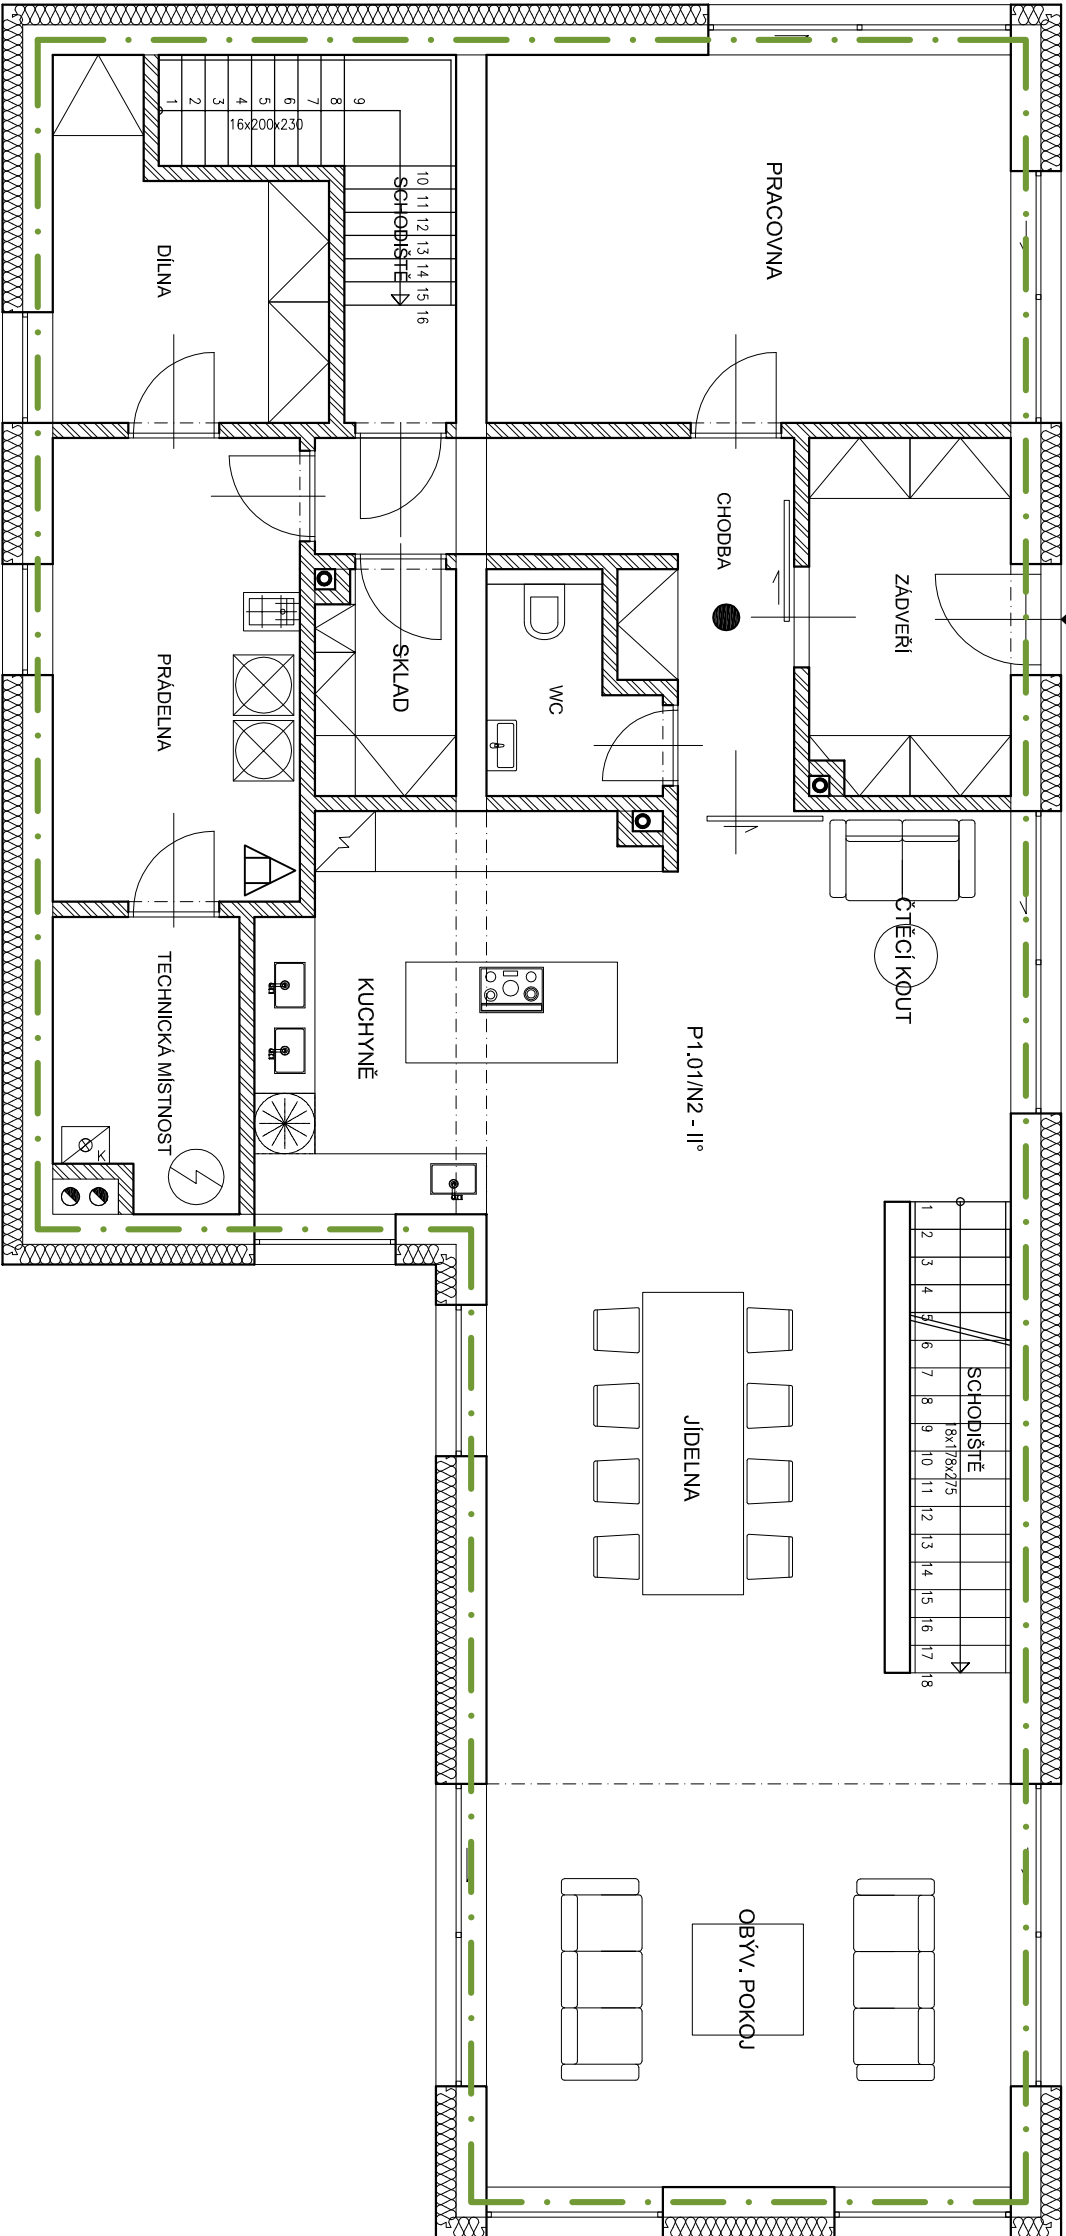 1 2 3 4 5 6 7 8 9
16x200x230
10 11 12 13 14 15 16
SCHODIŠTĚ
PRACOVNA
DÍLNA
CHODBA
ZÁDVEŘÍ
SKLAD
WC
PRÁDELNA
ČTĚCÍ KOUT
TECHNICKÁ MÍSTNOST
K
KUCHYNĚ
P1.01/N2 - II°
1 2 3 4 5 6 7 8 9 10 11 12 13 14 15 16 17 18
SCHODIŠTĚ
18x178x275
JÍDELNA
OBÝV. POKOJ